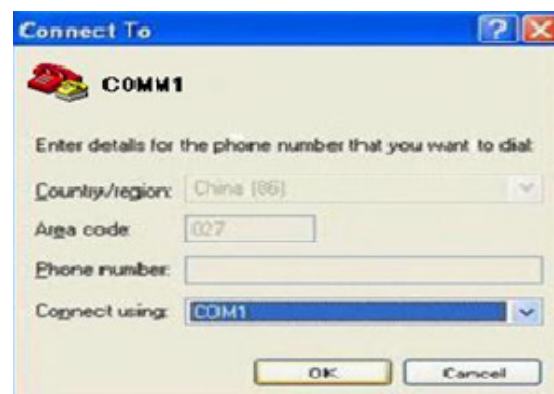 Connect To
COMM1
Enter details for the phone number that you want to dial:
Country/region: China (86)
Area code: 027
Phone number:
Connect using: COM1
OK Cancel